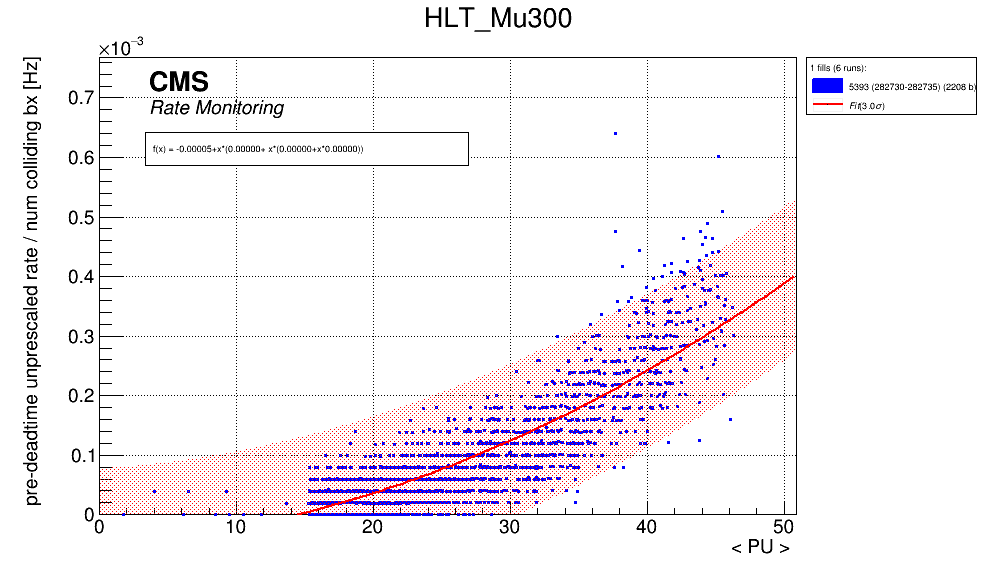 HLT_Mu300
×10⁻³
CMS
Rate Monitoring
f(x) = -0.00005+x*(0.00000+ x*(0.00000+x*0.00000))
pre-deadtime unprescaled rate / num colliding bx [Hz]
0.7
0.6
0.5
0.4
0.3
0.2
0.1
0
0 10 20 30 40 50
< PU >
1 fills (6 runs):
5393 (282730-282735) (2208 b)
Fit(3.0σ)